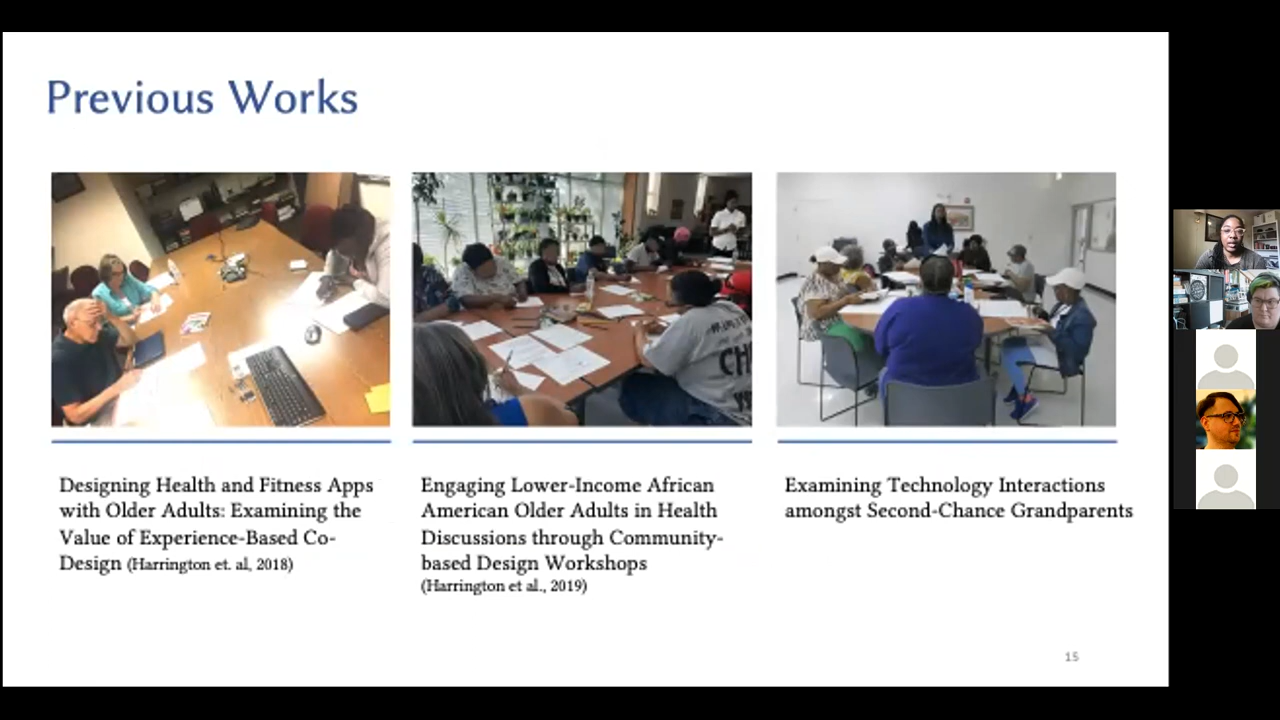 Previous Works
Designing Health and Fitness Apps
with Older Adults: Examining the
Value of Experience-Based Co-
Design (Harrington et. al, 2018)
Engaging Lower-Income African
American Older Adults in Health
Discussions through Community-
based Design Workshops
(Harrington et al., 2019)
Examining Technology Interactions
amongst Second-Chance Grandparents
CH
15